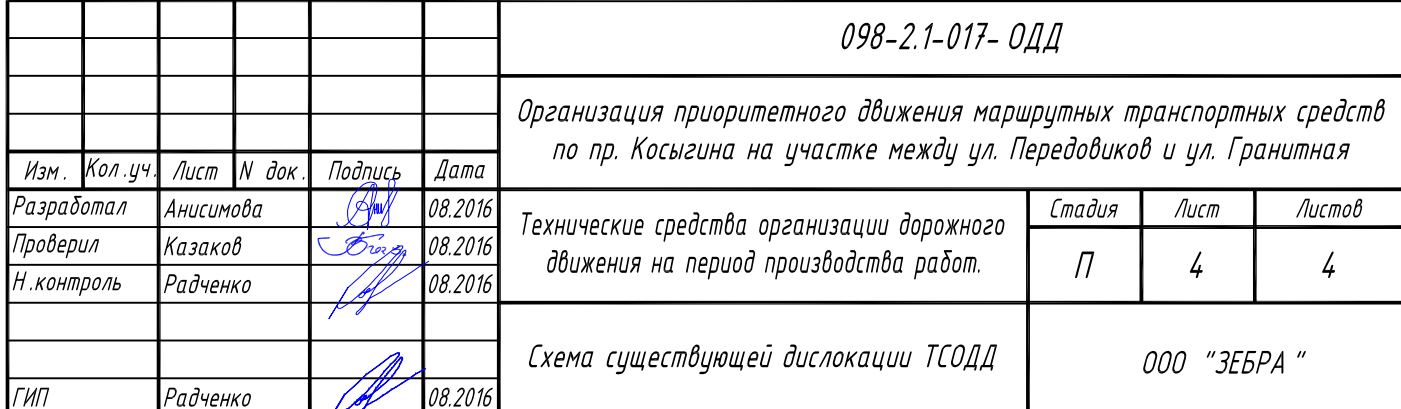 098-2.1-017- ОДД
Организация приоритетного движения маршрутных транспортных средств
по пр. Косыгина на участке между ул. Передовиков и ул. Гранитная
Изм. Кол.уч. Лист N док. Подпись Дата
Разработал Анисимова 08.2016
Проверил Казаков 08.2016
Н.контроль Радченко 08.2016
ГИП Радченко 08.2016
Технические средства организации дорожного
движения на период производства работ.
Стадия Лист Листов
П 4 4
Схема существующей дислокации ТСОДД
ООО "ЗЕБРА"